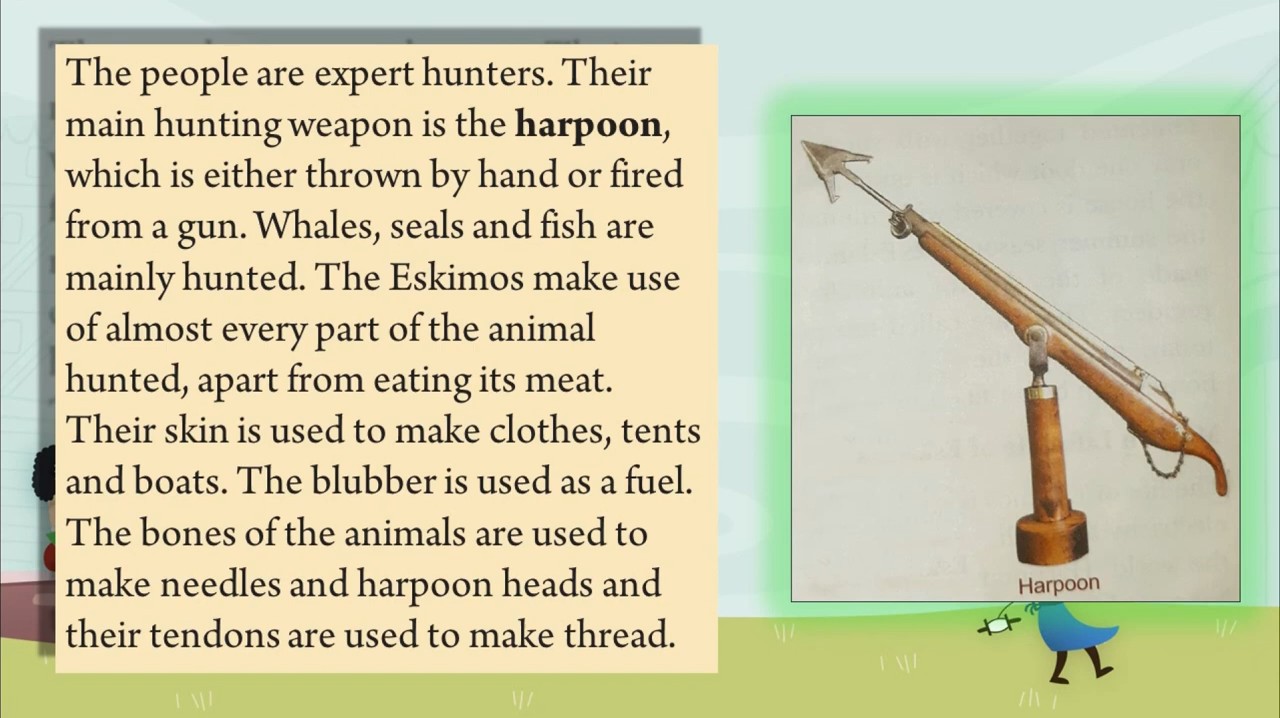 The people are expert hunters. Their
main hunting weapon is the harpoon,
which is either thrown by hand or fired
from a gun. Whales, seals and fish are
mainly hunted. The Eskimos make use
of almost every part of the animal
hunted, apart from eating its meat.
Their skin is used to make clothes, tents
and boats. The blubber is used as a fuel.
The bones of the animals are used to
make needles and harpoon heads and
their tendons are used to make thread.
Harpoon